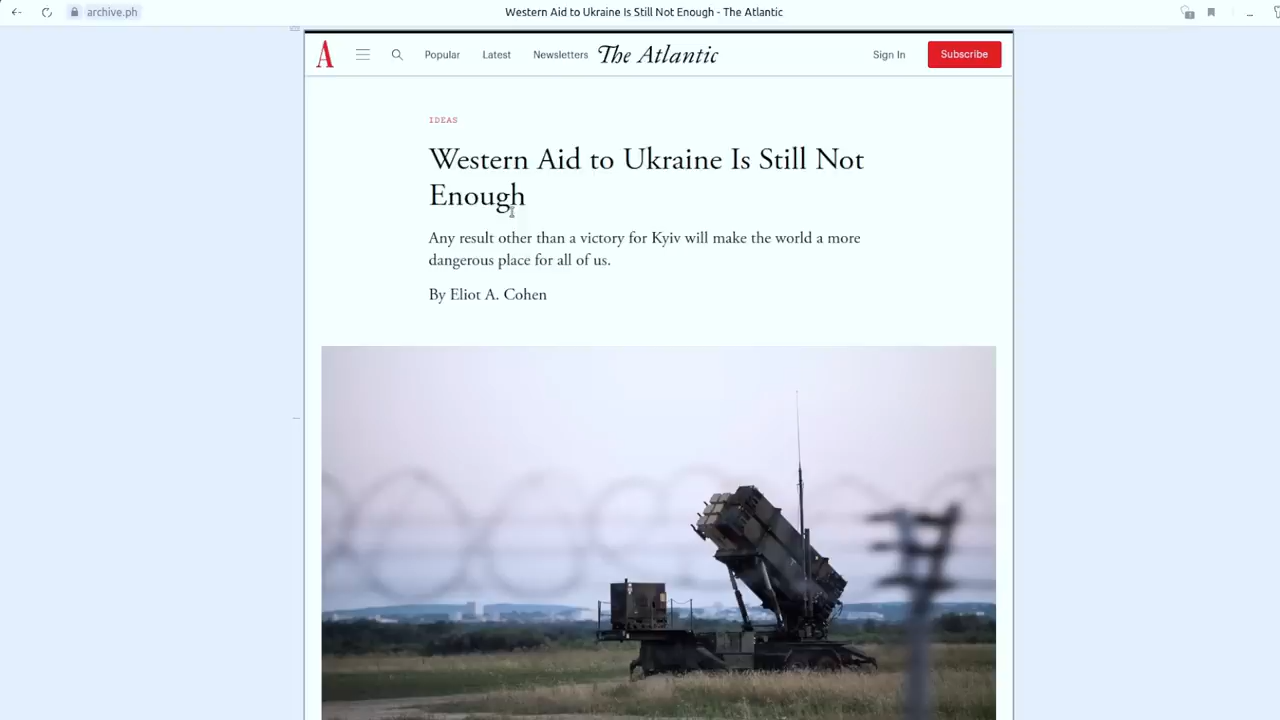 archive.ph
Western Aid to Ukraine Is Still Not Enough - The Atlantic
A
Popular
Latest
Newsletters
The Atlantic
Sign In
Subscribe
IDEAS
Western Aid to Ukraine Is Still Not
Enough
Any result other than a victory for Kyiv will make the world a more
dangerous place for all of us.
By Eliot A. Cohen